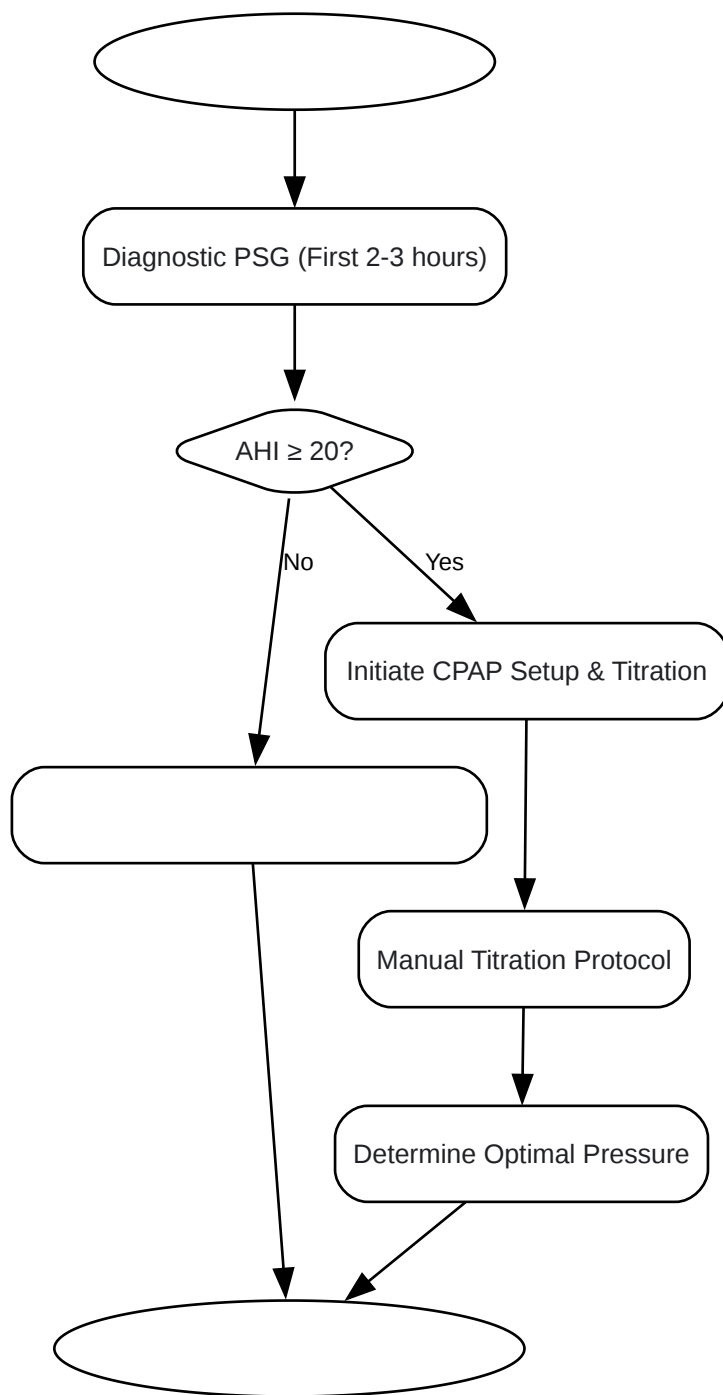 Diagnostic PSG (First 2-3 hours)
AHI ≥ 20?
No
Yes
Initiate CPAP Setup & Titration
Manual Titration Protocol
Determine Optimal Pressure